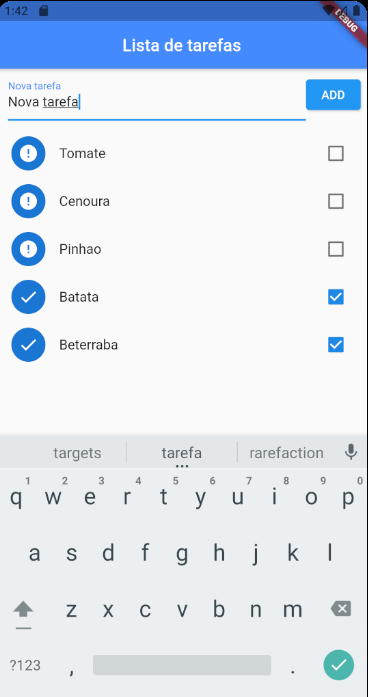 1:42
DEBUG
Lista de tarefas
Nova tarefa
Nova tarefa
ADD
Tomate
Cenoura
Pinhao
Batata
Beterraba
targets tarefa rarefaction
1 2 3 4 5 6 7 8 9 0
q w e r t y u i o p
a s d f g h j k l
z x c v b n m
?123 , .